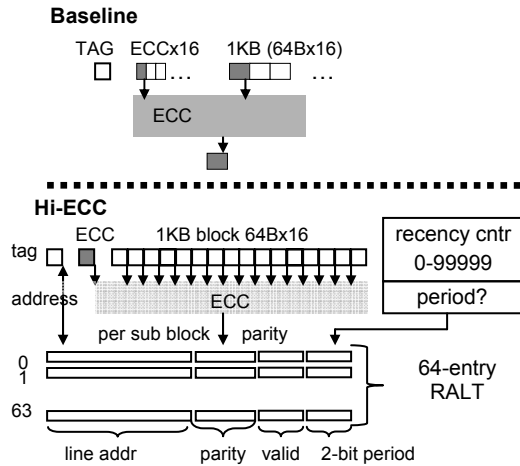 Baseline
TAG ECCx16 1KB (64Bx16)
... ...
ECC
Hi-ECC
ECC 1KB block 64Bx16
tag
recency cntr
0-99999
address
ECC
period?
per sub block parity
0
1
64-entry
RALT
63
line addr parity valid 2-bit period